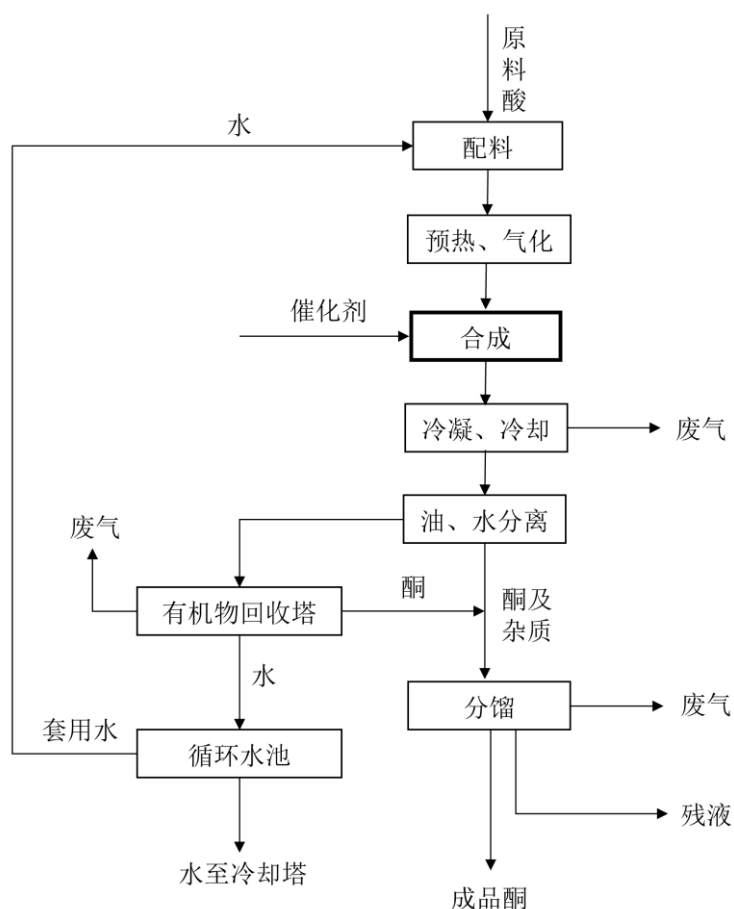 原料酸
水
配料
预热、气化
催化剂
合成
冷凝、冷却
废气
油、水分离
废气
有机物回收塔
酮
酮及
杂质
水
分馏
废气
套用水
循环水池
残液
水至冷却塔
成品酮